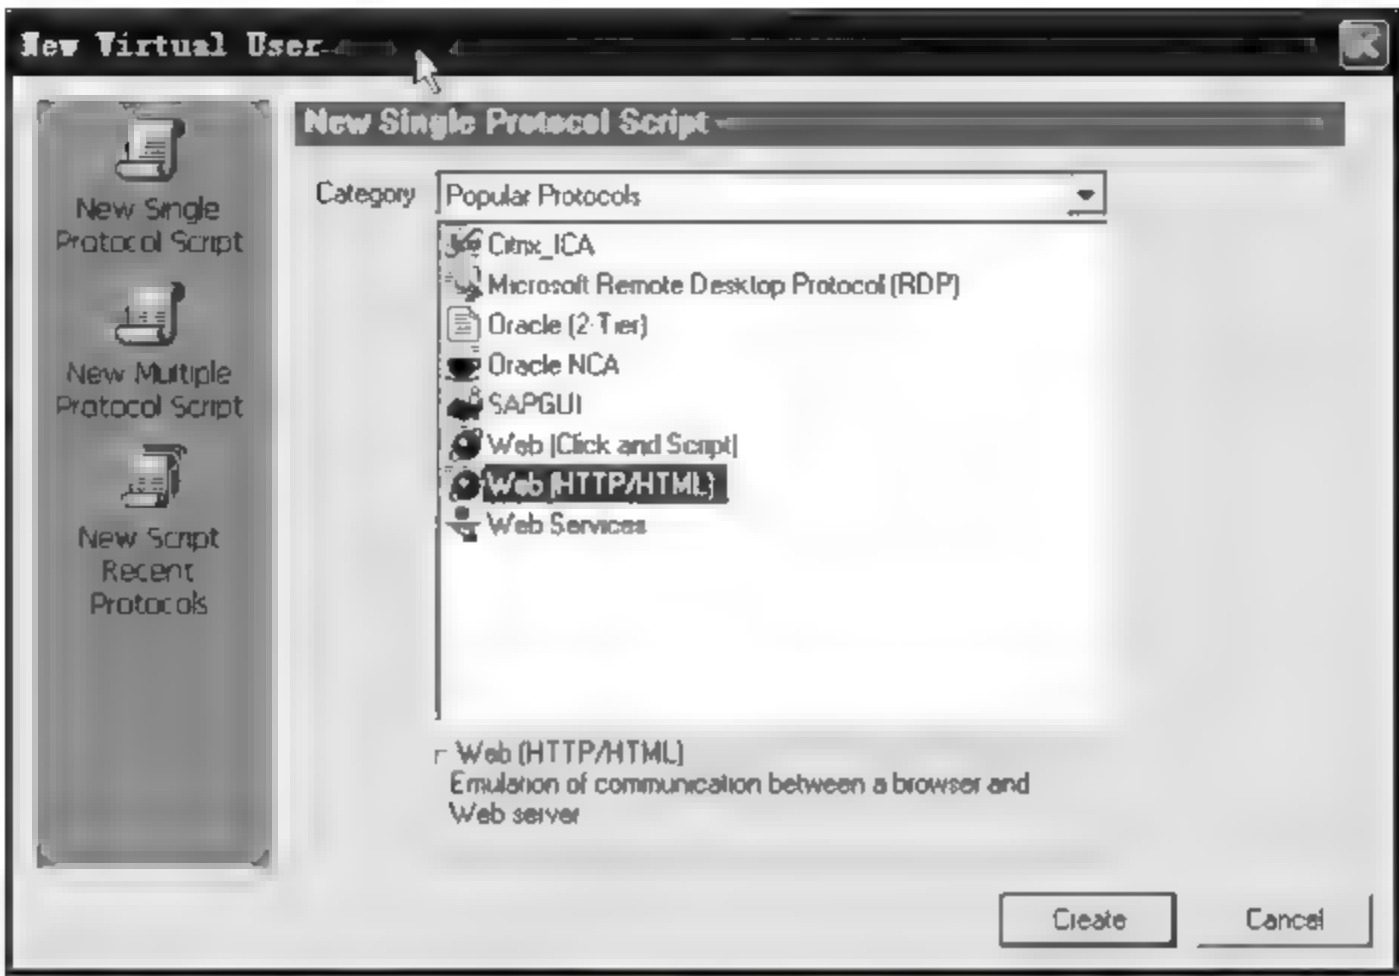 New Virtual User
New Single
Protocol Script
New Multiple
Protocol Script
New Script
Recent
Protocols
New Single Protocol Script
Category
Popular Protocols
Citrix_ICA
Microsoft Remote Desktop Protocol (RDP)
Oracle (2-Tier)
Oracle NCA
SAPGUI
Web (Click and Script)
Web (HTTP/HTML)
Web Services
Web (HTTP/HTML)
Emulation of communication between a browser and
Web server
Create
Cancel